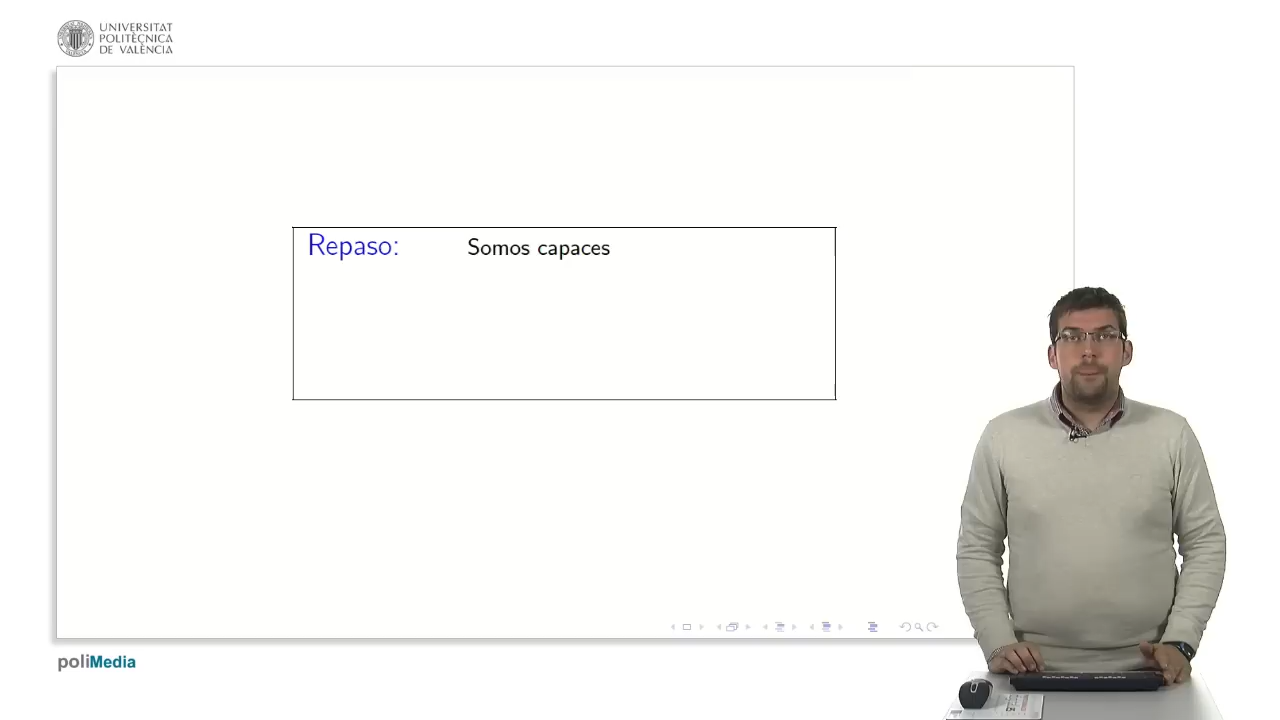 UNIVERSITAT
POLITÈCNICA
DE VALÈNCIA
Repaso: Somos capaces
poliMedia